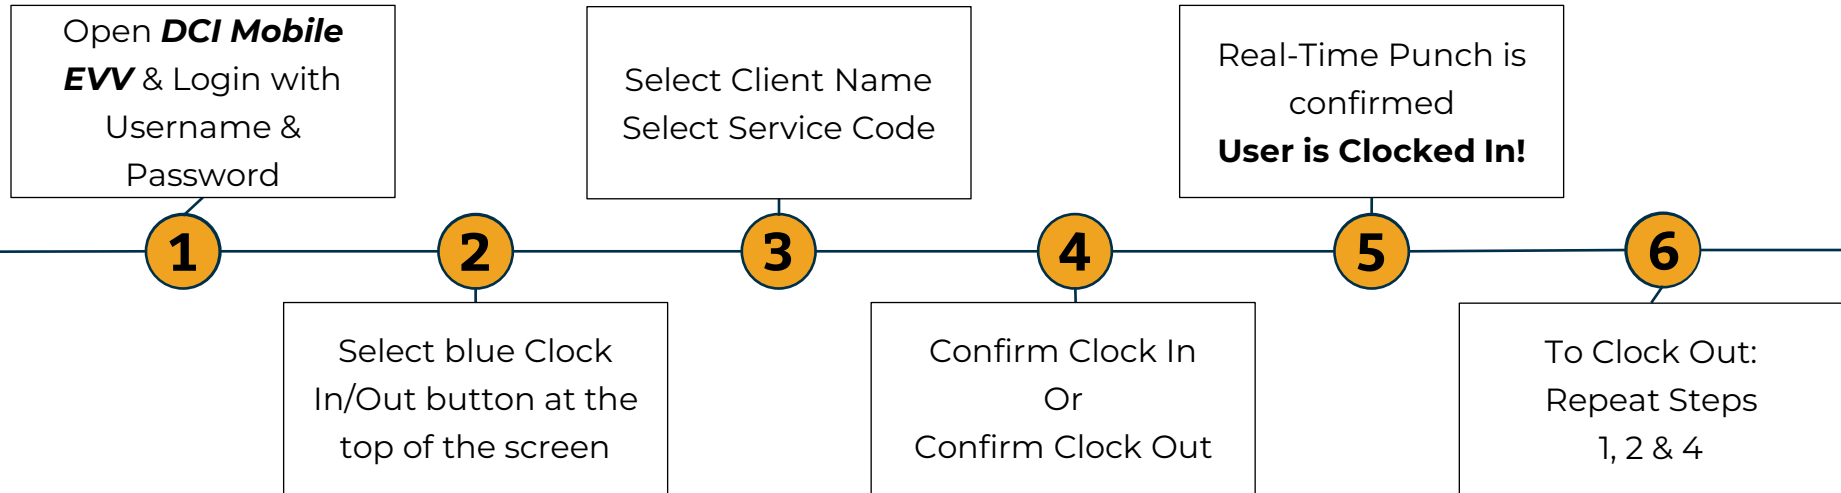 Open DCI Mobile
EVV & Login with
Username &
Password
1
Select blue Clock
In/Out button at the
top of the screen
2
Select Client Name
Select Service Code
3
Confirm Clock In
Or
Confirm Clock Out
4
Real-Time Punch is
confirmed
User is Clocked In!
5
To Clock Out:
Repeat Steps
1, 2 & 4
6